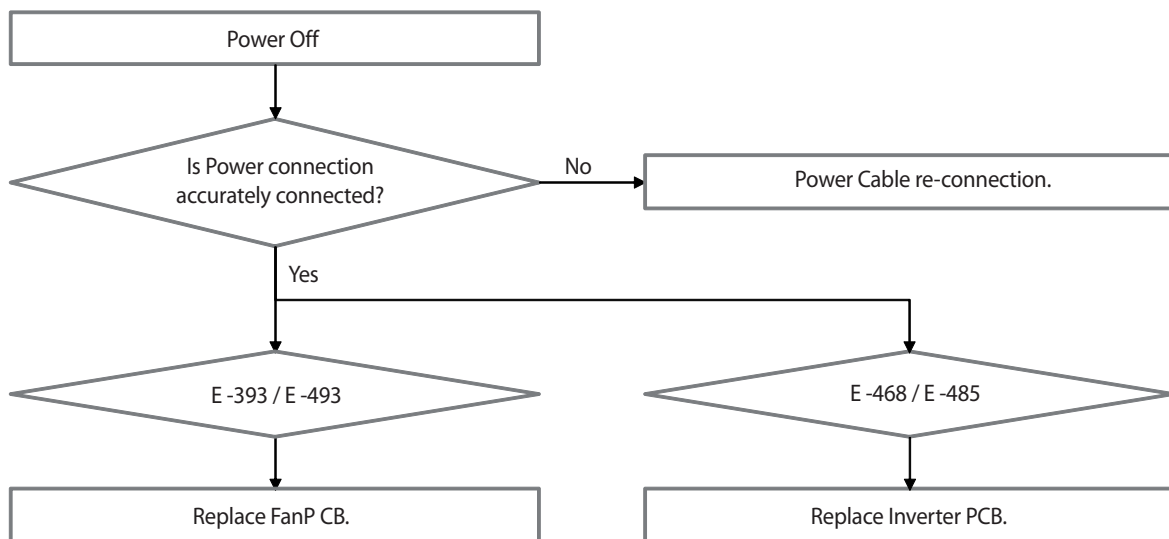 Power Off
Is Power connection
accurately connected?
No
Power Cable re-connection.
Yes
E -393 / E -493
E -468 / E -485
Replace FanP CB.
Replace Inverter PCB.